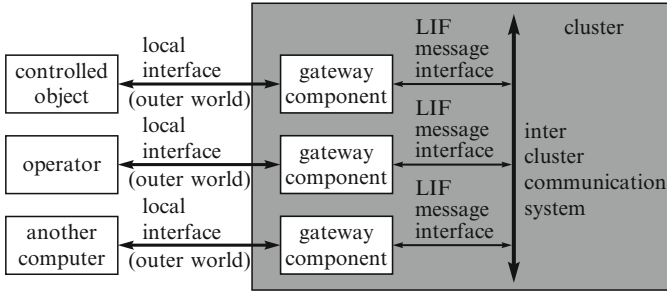 cluster
local
interface
controlled
object
(outer world)
gateway
component
LIF
message
interface
local
interface
operator
(outer world)
gateway
component
LIF
message
interface
inter
cluster
communication
system
local
interface
another
computer
(outer world)
gateway
component
LIF
message
interface